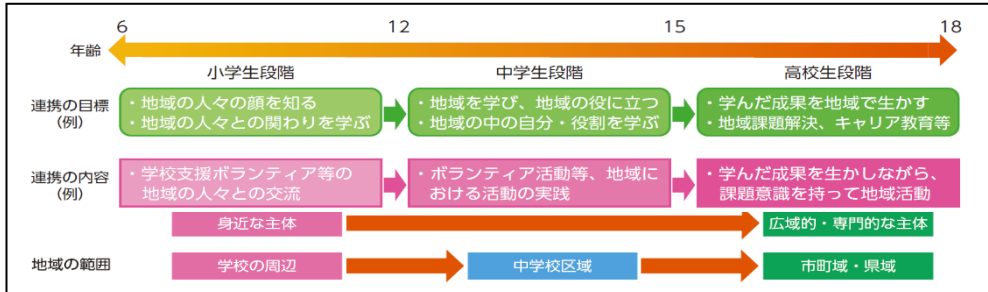 6 12 15 18
年齢
小学生段階 中学生段階 高校生段階
連携の目標
(例)
・地域の人々の顔を知る
・地域の人々との関わりを学ぶ
・地域を学び、地域の役に立つ
・地域の中の自分・役割を学ぶ
・学んだ成果を地域で生かす
・地域課題解決、キャリア教育等
連携の内容
(例)
・学校支援ボランティア等の
地域の人々との交流
・ボランティア活動等、地域に
おける活動の実践
・学んだ成果を生かしながら、
課題意識を持って地域活動
身近な主体 広域的・専門的な主体
地域の範囲 学校の周辺 中学校区域 市町域・県域